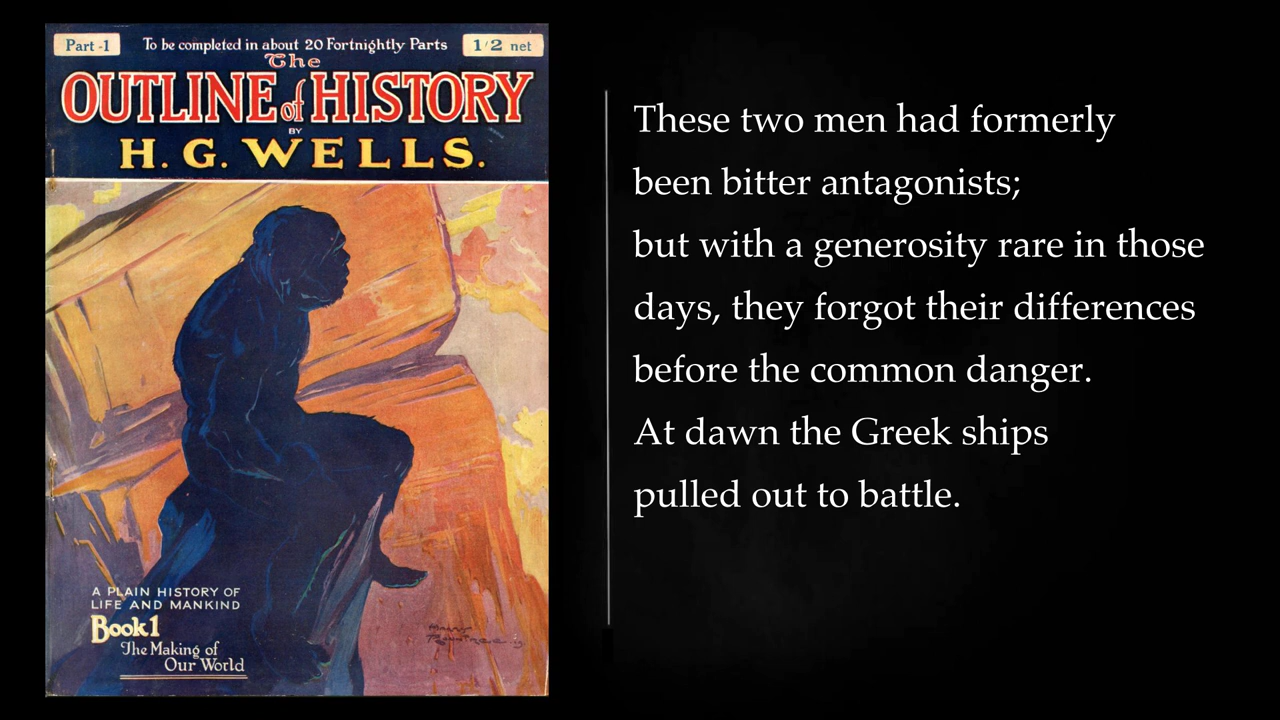 Part -1
To be completed in about 20 Fortnightly Parts
1/2 net
The
OUTLINE of HISTORY
BY
H. G. WELLS.
A PLAIN HISTORY OF
LIFE AND MANKIND
Book 1
The Making of
Our World
These two men had formerly
been bitter antagonists;
but with a generosity rare in those
days, they forgot their differences
before the common danger.
At dawn the Greek ships
pulled out to battle.